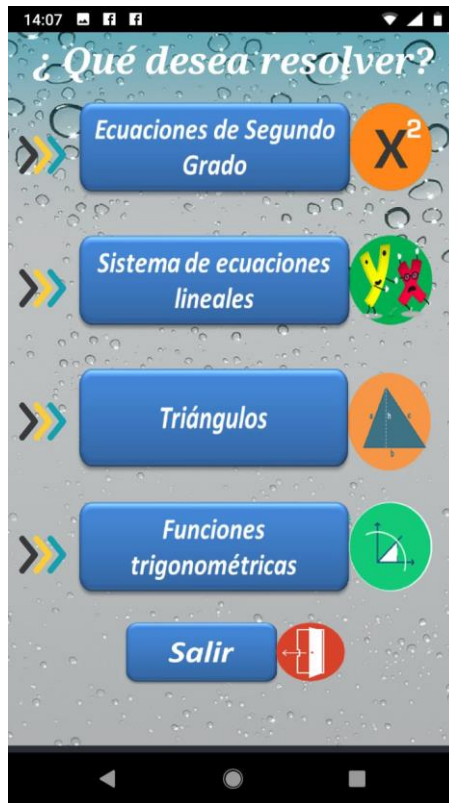 14:07
¿ Qué desea resolver?
Ecuaciones de Segundo
Grado
X²
Sistema de ecuaciones
lineales
Y X
Triángulos
a h c
b
Funciones
trigonométricas
Salir